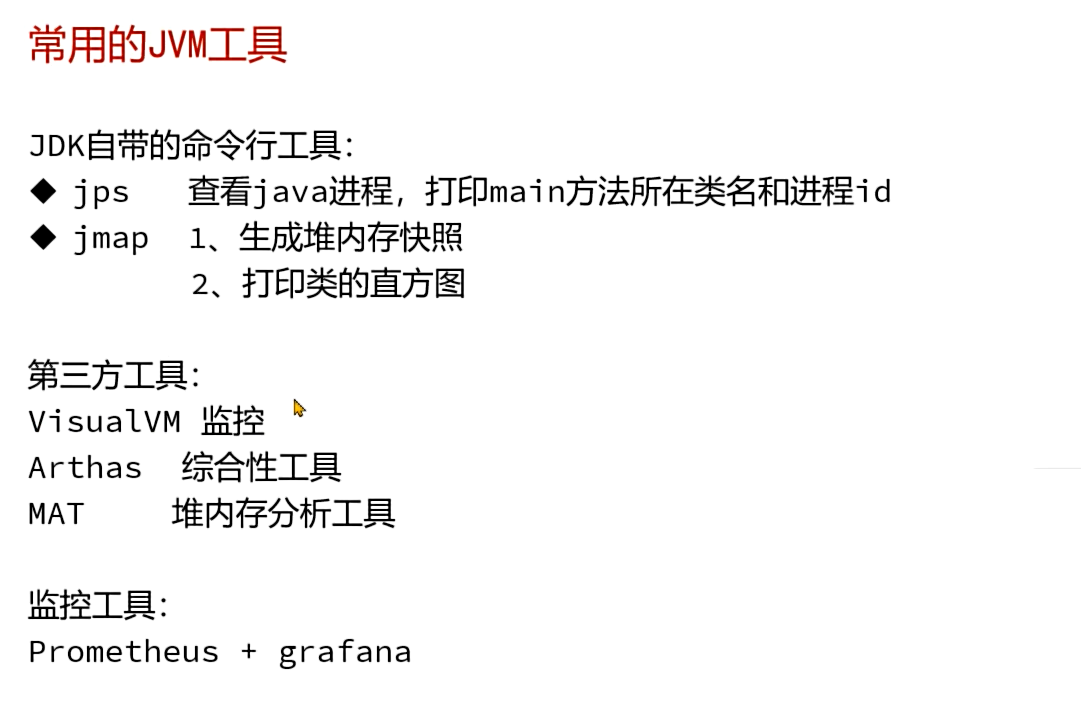 常用的JVM工具
JDK自带的命令行工具：
◆ jps 查看java进程，打印main方法所在类名和进程id
◆ jmap 1、生成堆内存快照
2、打印类的直方图
第三方工具：
VisualVM 监控
Arthas 综合性工具
MAT 堆内存分析工具
监控工具：
Prometheus + grafana